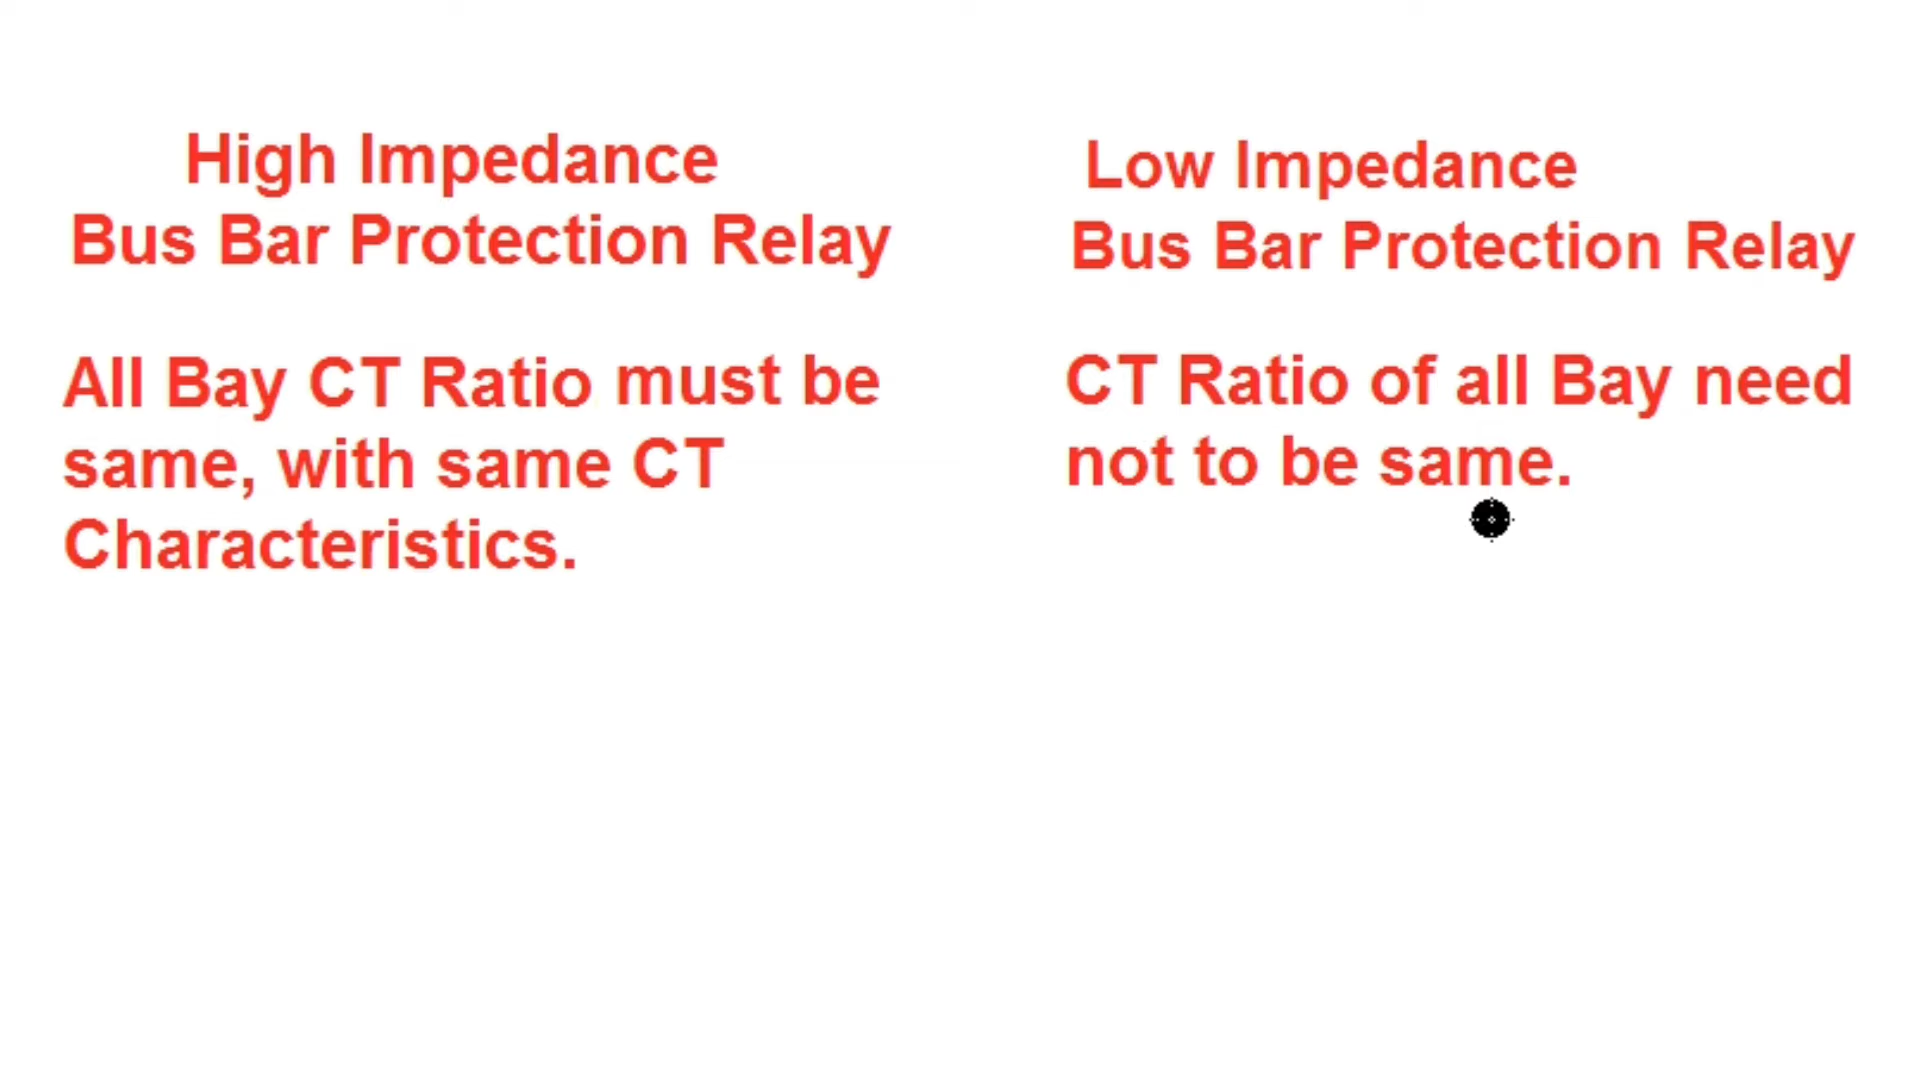 High Impedance
Bus Bar Protection Relay
All Bay CT Ratio must be
same, with same CT
Characteristics.
Low Impedance
Bus Bar Protection Relay
CT Ratio of all Bay need
not to be same.